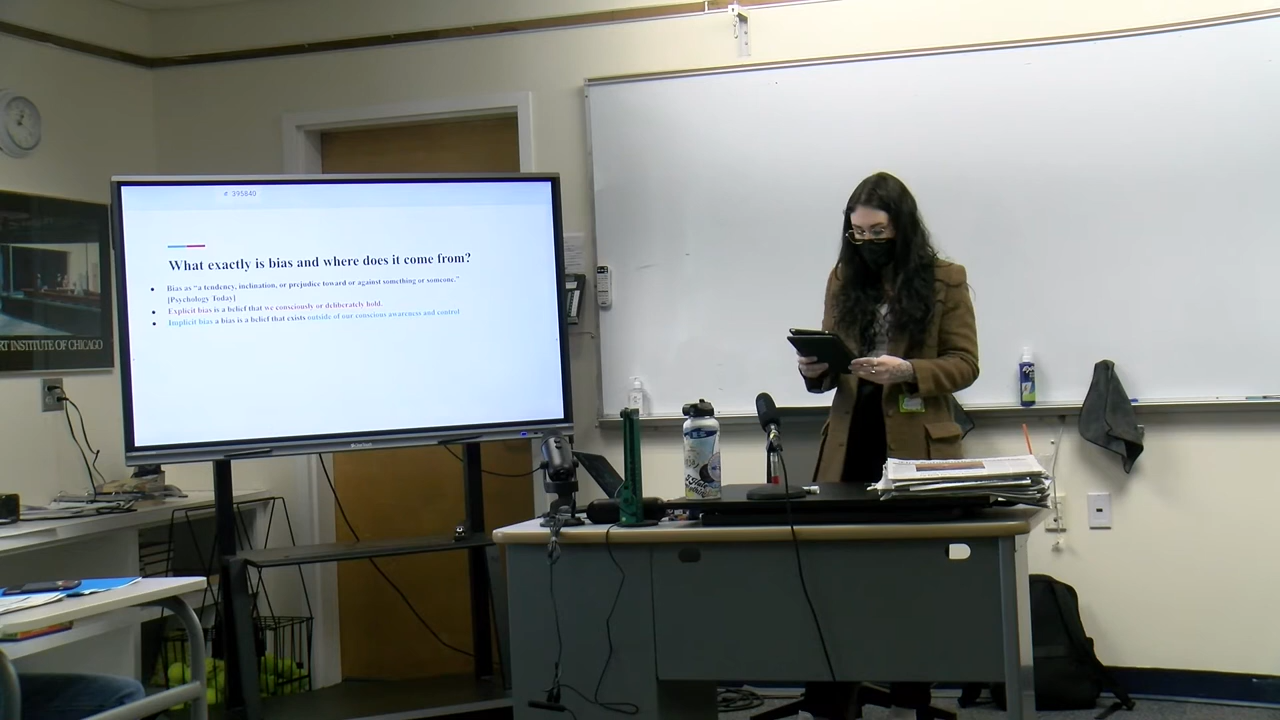 395840
What exactly is bias and where does it come from?
Bias as “a tendency, inclination, or prejudice toward or against something or someone.”
[Psychology Today]
Explicit bias is a belief that we consciously or deliberately hold.
Implicit bias a bias is a belief that exists outside of our conscious awareness and control
RT INSTITUTE OF CHICAGO